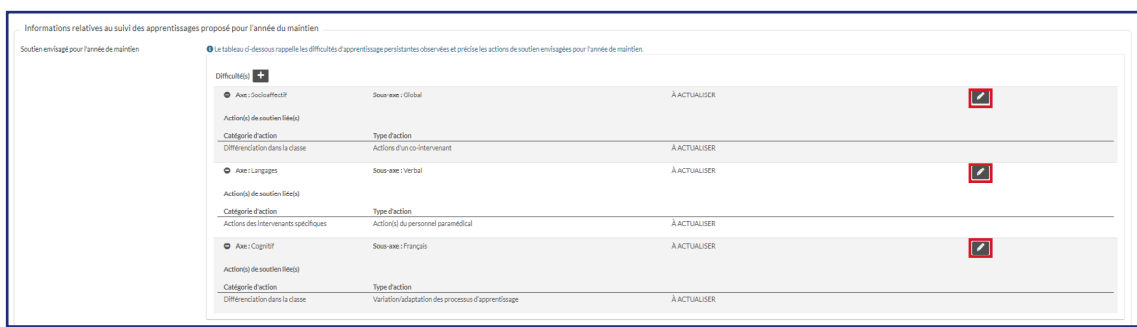 Informations relatives au suivi des apprentissages proposé pour l'année du maintien
Soutien envisagé pour l'année de maintien
Le tableau ci-dessous rappelle les difficultés d'apprentissage persistantes observées et précise les actions de soutien envisagées pour l'année de maintien.
Difficulté(s) +
Axe : Socioaffectif Sous-axe : Global À ACTUALISER
Action(s) de soutien liée(s)
Catégorie d'action Type d'action
Différenciation dans la classe Actions d'un co-intervenant À ACTUALISER
Axe : Langages Sous-axe : Verbal À ACTUALISER
Action(s) de soutien liée(s)
Catégorie d'action Type d'action
Actions des intervenants spécifiques Action(s) du personnel paramédical À ACTUALISER
Axe : Cognitif Sous-axe : Français À ACTUALISER
Action(s) de soutien liée(s)
Catégorie d'action Type d'action
Différenciation dans la classe Variation/adaptation des processus d'apprentissage À ACTUALISER